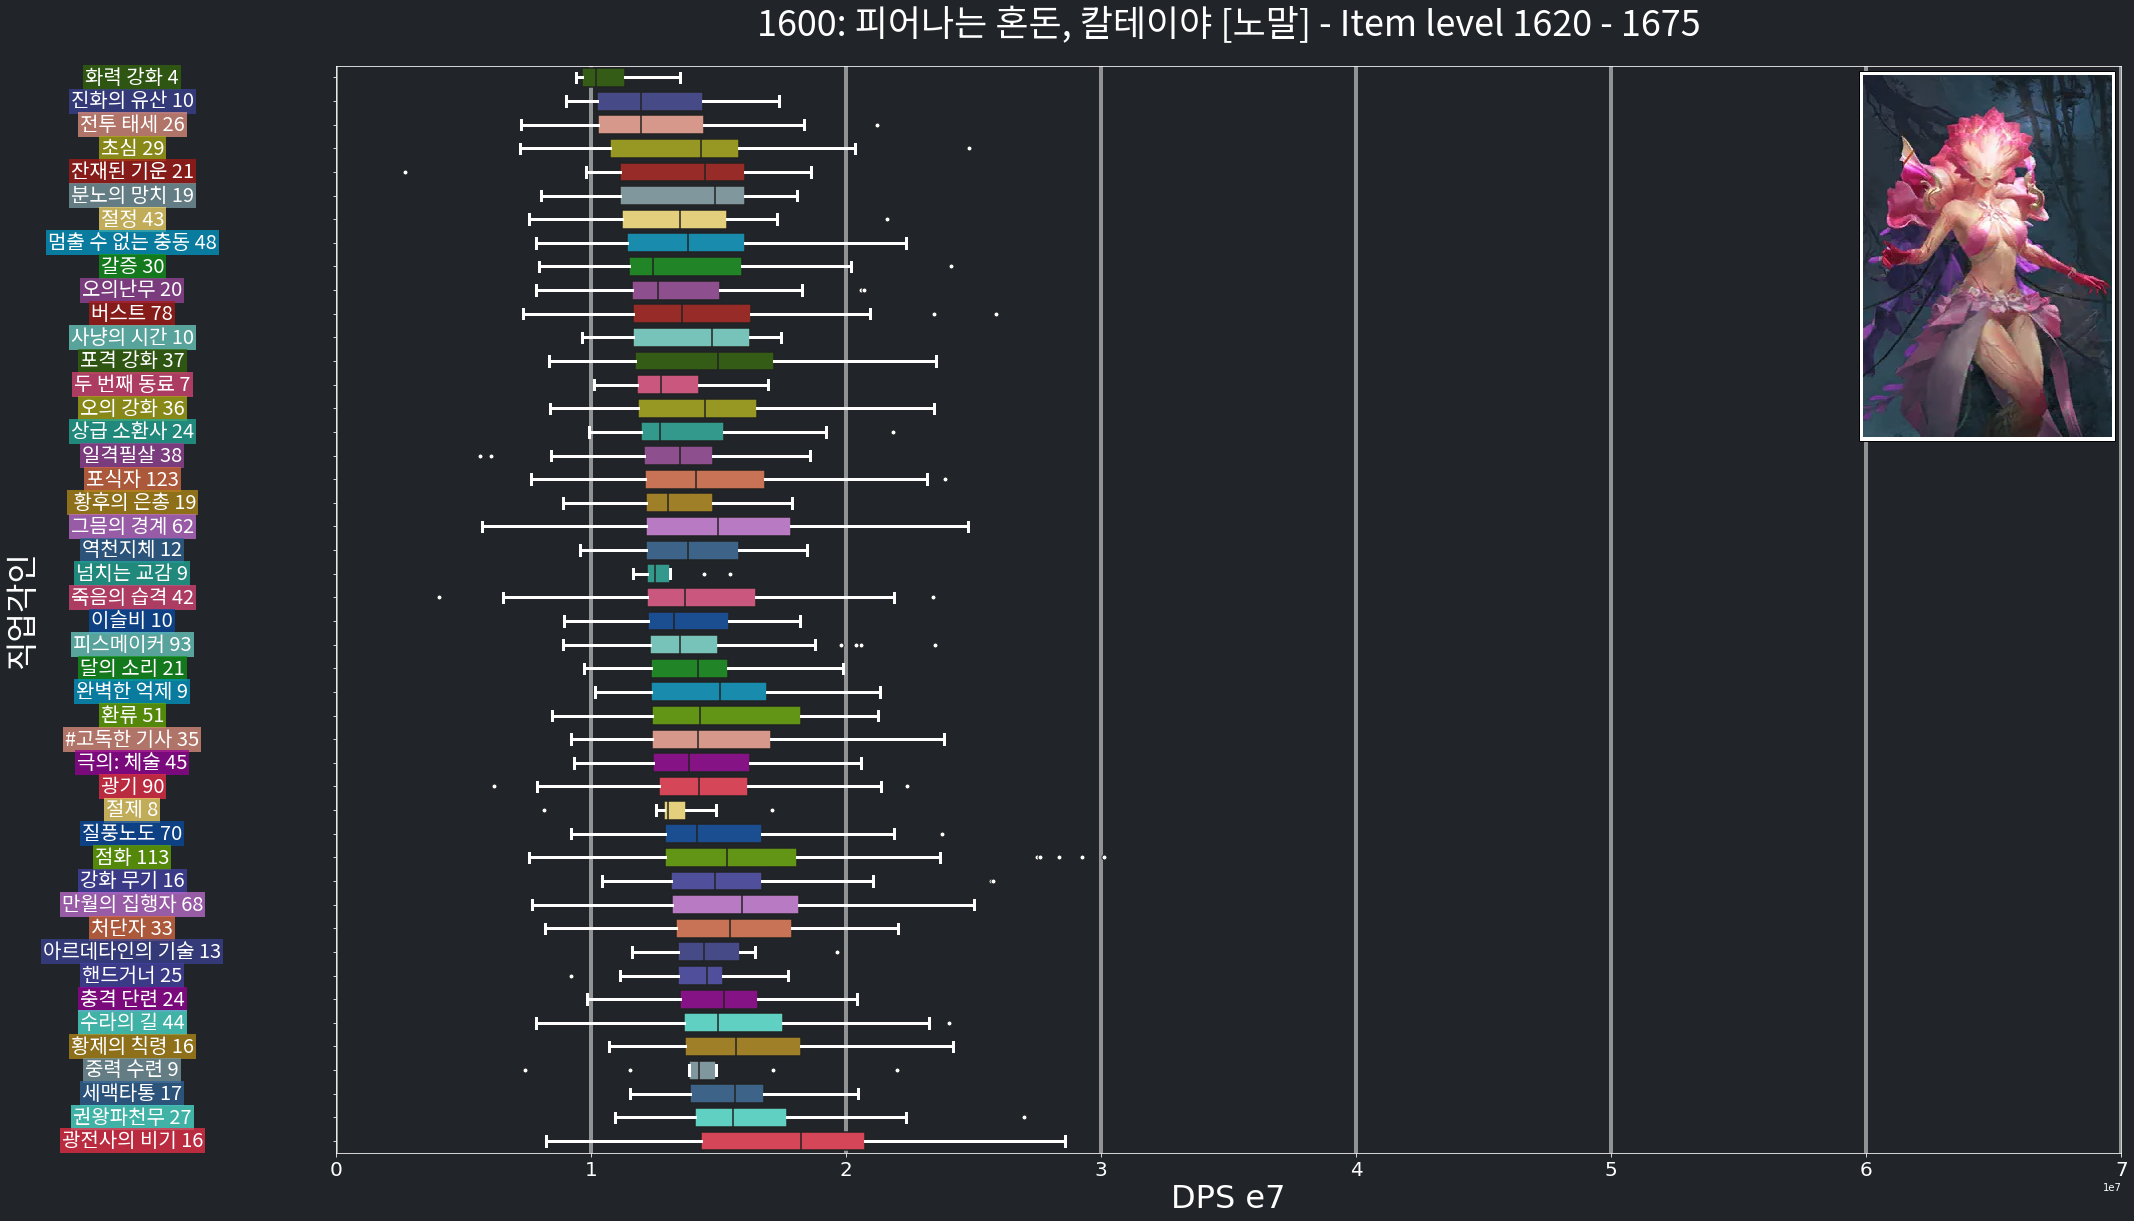 1600: 피어나는 혼돈, 칼테이야 [노말] - Item level 1620 - 1675
직업각인
화력 강화 4
진화의 유산 10
전투 태세 26
초심 29
잔재된 기운 21
분노의 망치 19
절정 43
멈출 수 없는 충동 48
갈증 30
오의난무 20
버스트 78
사냥의 시간 10
포격 강화 37
두 번째 동료 7
오의 강화 36
상급 소환사 24
일격필살 38
포식자 123
황후의 은총 19
그믐의 경계 62
역천지체 12
넘치는 교감 9
죽음의 습격 42
이슬비 10
피스메이커 93
달의 소리 21
완벽한 억제 9
환류 51
#고독한 기사 35
극의: 체술 45
광기 90
절제 8
질풍노도 70
점화 113
강화 무기 16
만월의 집행자 68
처단자 33
아르데타인의 기술 13
핸드거너 25
충격 단련 24
수라의 길 44
황제의 칙령 16
중력 수련 9
세맥타통 17
권왕파천무 27
광전사의 비기 16
0 1 2 3 4 5 6 7
1e7
DPS e7